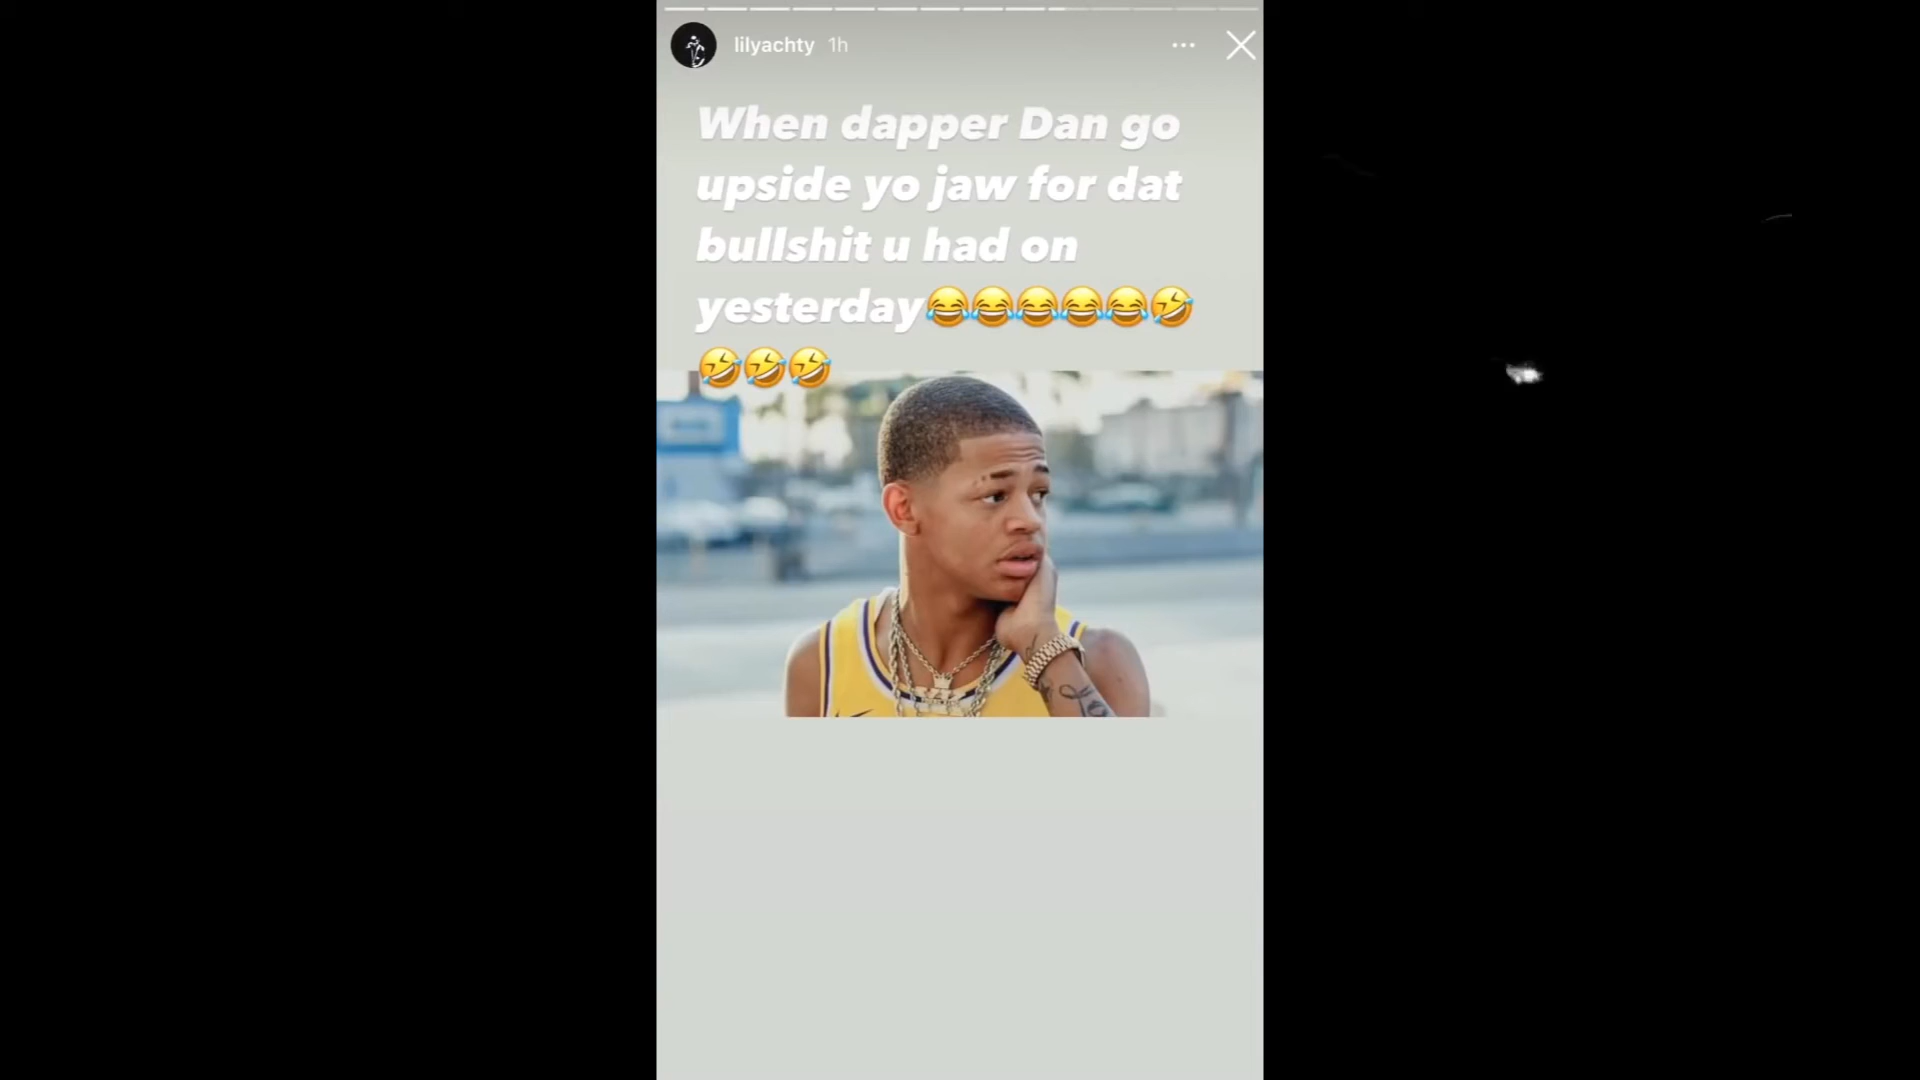 lilyachty 1h
When dapper Dan go
upside yo jaw for dat
bullshit u had on
yesterday😂😂😂😂😂🤣
🤣🤣🤣